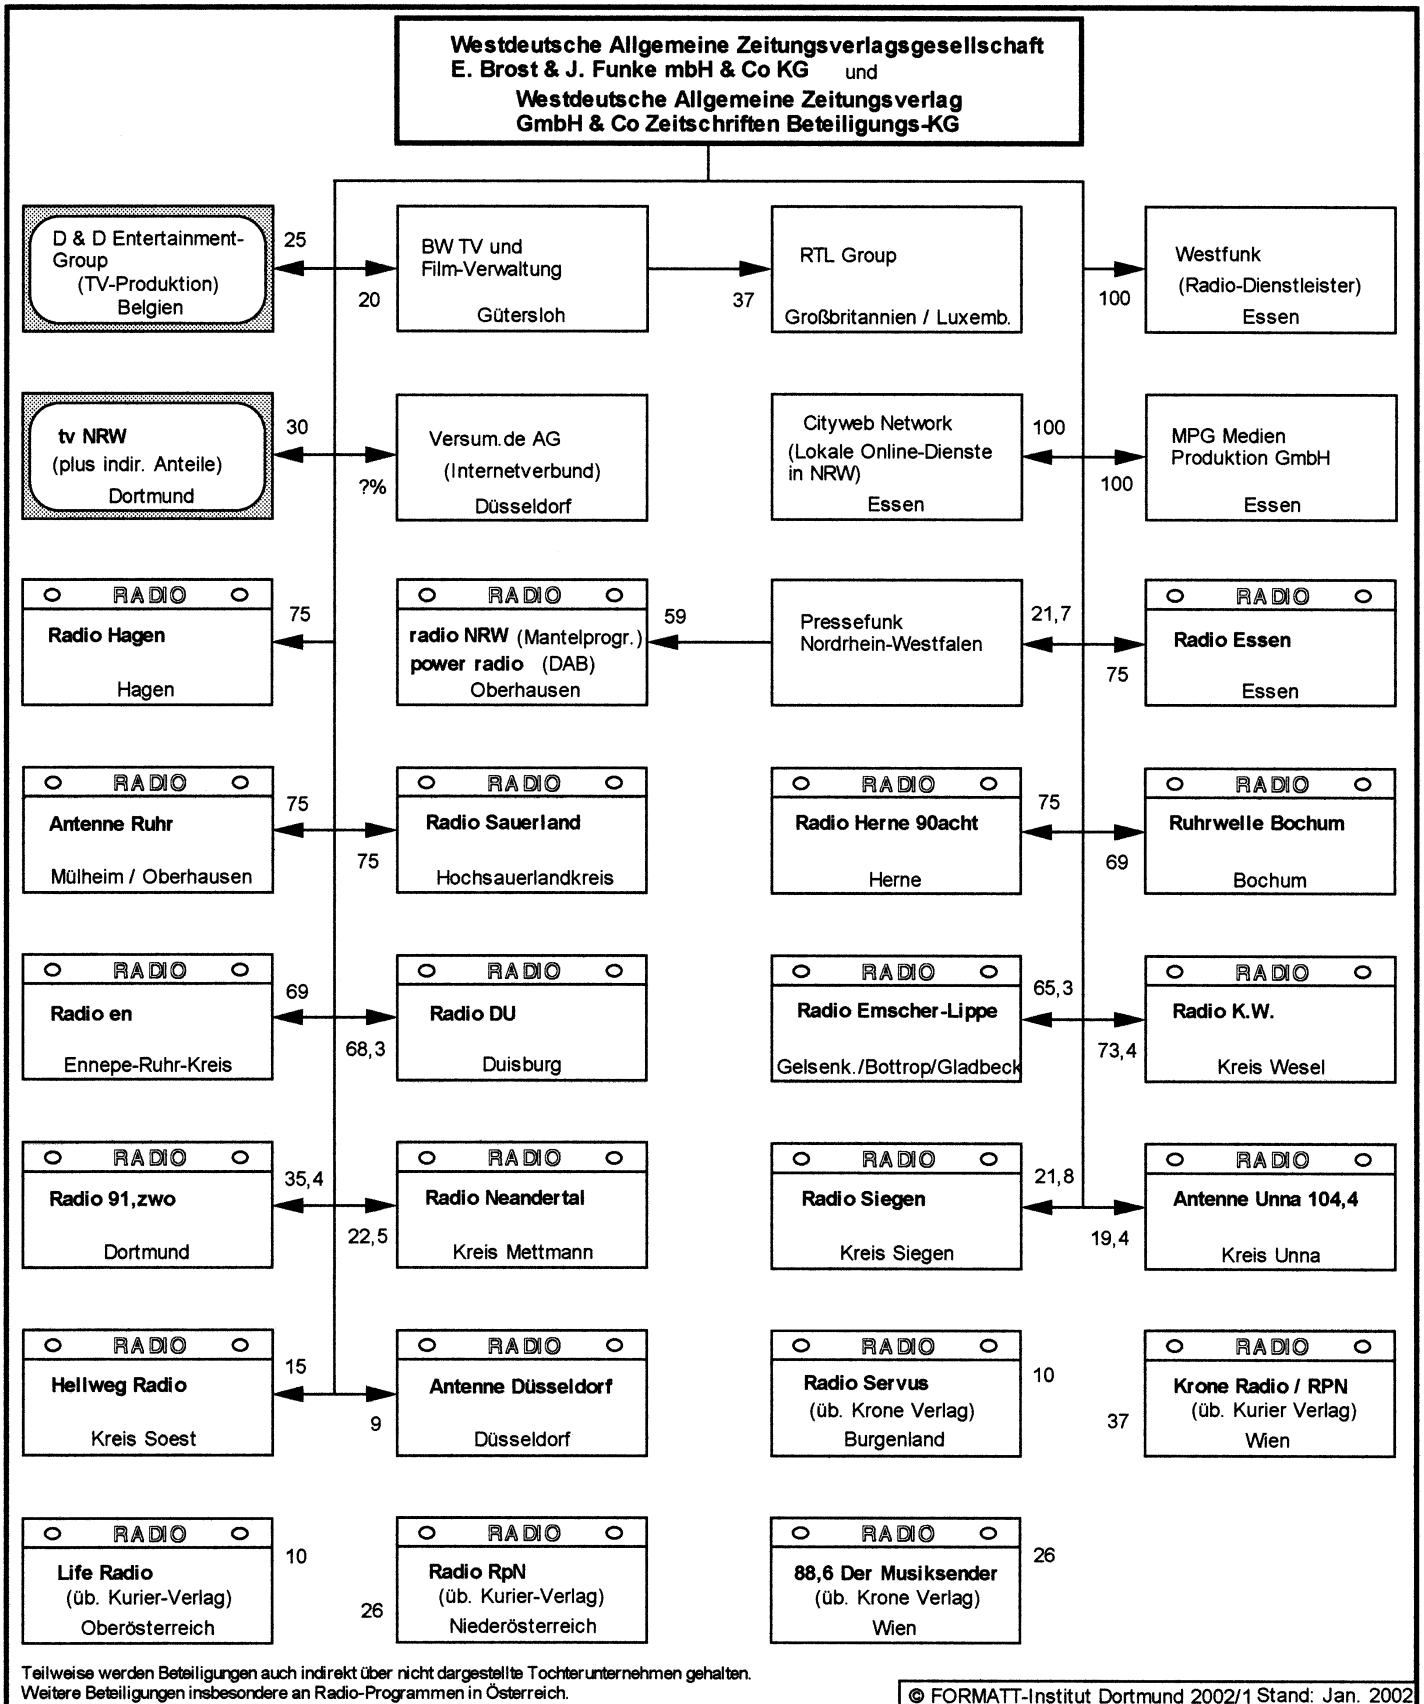 Westdeutsche Allgemeine Zeitungsverlagsgesellschaft
E. Brost & J. Funke mbH & Co KG und
Westdeutsche Allgemeine Zeitungsverlag
GmbH & Co Zeitschriften Beteiligungs-KG
D & D Entertainment-
Group
(TV-Produktion)
Belgien
25
20
BW TV und
Film-Verwaltung
Gütersloh
37
RTL Group
Großbritannien / Luxemb.
100
Westfunk
(Radio-Dienstleister)
Essen
tv NRW
(plus indir. Anteile)
Dortmund
30
?%
Versum.de AG
(Internetverbund)
Düsseldorf
Cityweb Network
(Lokale Online-Dienste
in NRW)
Essen
100
100
MPG Medien
Produktion GmbH
Essen
RADIO
Radio Hagen
Hagen
75
RADIO
radio NRW (Mantelprogr.)
power radio (DAB)
Oberhausen
59
Pressefunk
Nordrhein-Westfalen
21,7
75
RADIO
Radio Essen
Essen
RADIO
Antenne Ruhr
Mülheim / Oberhausen
75
75
RADIO
Radio Sauerland
Hochsauerlandkreis
RADIO
Radio Herne 90acht
Herne
75
69
RADIO
Ruhrwelle Bochum
Bochum
RADIO
Radio en
Ennepe-Ruhr-Kreis
69
68,3
RADIO
Radio DU
Duisburg
RADIO
Radio Emscher-Lippe
Gelsenk./Bottrop/Gladbeck
65,3
73,4
RADIO
Radio K.W.
Kreis Wesel
RADIO
Radio 91,zwo
Dortmund
35,4
22,5
RADIO
Radio Neandertal
Kreis Mettmann
RADIO
Radio Siegen
Kreis Siegen
21,8
19,4
RADIO
Antenne Unna 104,4
Kreis Unna
RADIO
Hellweg Radio
Kreis Soest
15
9
RADIO
Antenne Düsseldorf
Düsseldorf
RADIO
Radio Servus
(üb. Krone Verlag)
Burgenland
10
37
RADIO
Krone Radio / RPN
(üb. Kurier Verlag)
Wien
RADIO
Life Radio
(üb. Kurier-Verlag)
Oberösterreich
10
26
RADIO
Radio RpN
(üb. Kurier-Verlag)
Niederösterreich
RADIO
88,6 Der Musiksender
(üb. Krone Verlag)
Wien
26
Teilweise werden Beteiligungen auch indirekt über nicht dargestellte Tochterunternehmen gehalten.
Weitere Beteiligungen insbesondere an Radio-Programmen in Österreich.
© FORMATT-Institut Dortmund 2002/1 Stand: Jan. 2002